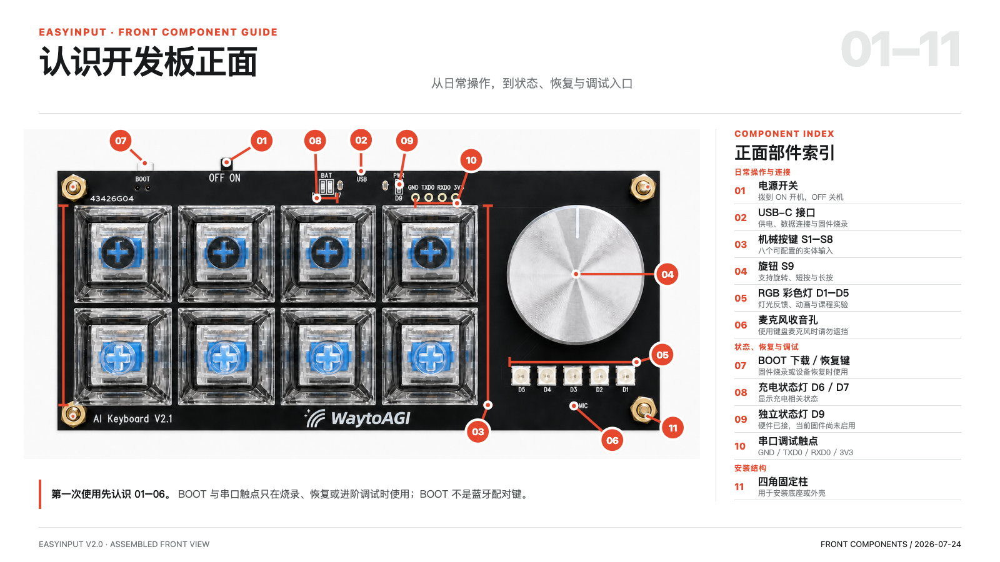 EASYINPUT · FRONT COMPONENT GUIDE
认识开发板正面
从日常操作，到状态、恢复与调试入口
01–11
07
01
08
02
09
10
BOOT
OFF ON
BAT
USB
GND TXD0 RXD0 3V
D9
43426G04
04
05
D5
D4
D3
D2
D1
MIC
AI Keyboard V2.1
WaytoAGI
03
06
11
COMPONENT INDEX
正面部件索引
日常操作与连接
01 电源开关
拨到 ON 开机，OFF 关机
02 USB–C 接口
供电、数据连接与固件烧录
03 机械按键 S1—S8
八个可配置的实体输入
04 旋钮 S9
支持旋转、短按与长按
05 RGB 彩色灯 D1—D5
灯光反馈、动画与课程实验
06 麦克风收音孔
使用键盘麦克风时请勿遮挡
状态、恢复与调试
07 BOOT 下载 / 恢复键
固件烧录或设备恢复时使用
08 充电状态灯 D6 / D7
显示充电相关状态
09 独立状态灯 D9
硬件已接，当前固件尚未启用
10 串口调试触点
GND / TXD0 / RXD0 / 3V3
安装结构
11 四角固定柱
用于安装底座或外壳
第一次使用先认识 01—06。 BOOT 与串口触点只在烧录、恢复或进阶调试时使用；BOOT 不是蓝牙配对键。
EASYINPUT V2.0 · ASSEMBLED FRONT VIEW
FRONT COMPONENTS / 2026-07-24